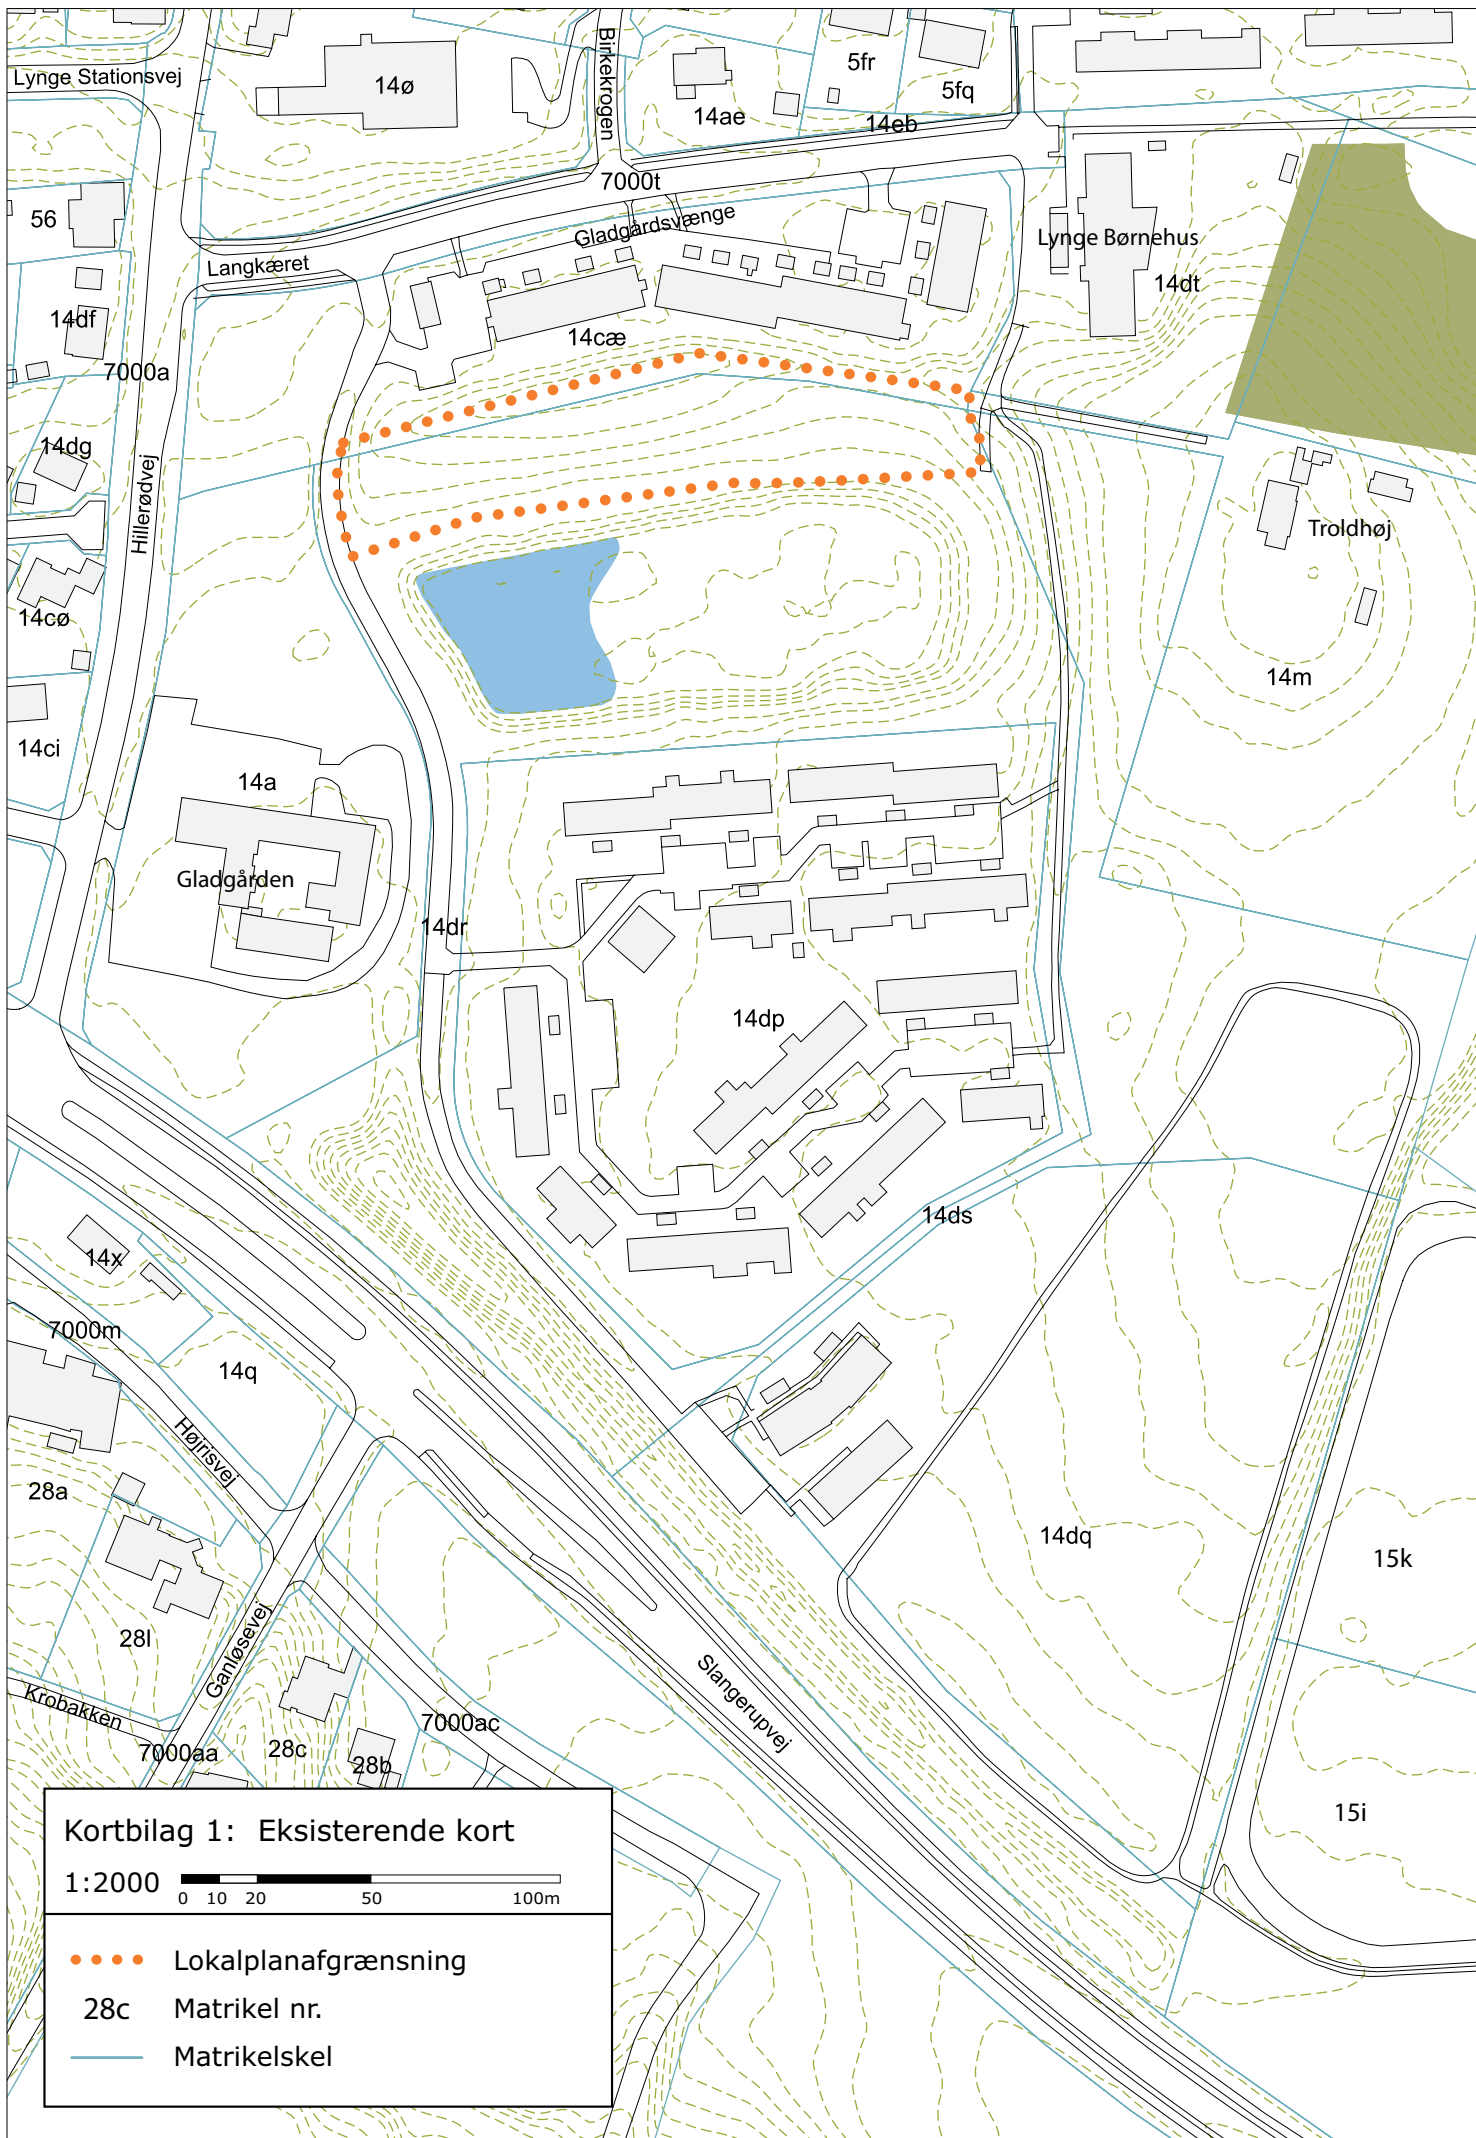 Lynge Stationsvej
14ø
Birkekrogen
14ae
5fr
5fq
14eb
7000t
56
Gladgårdsvænge
Langkæret
Lynge Børnehus
14dt
14df
14cæ
7000a
14dg
Hillerødvej
Troldhøj
14cø
14m
14ci
14a
Gladgården
14dr
14dp
14ds
14x
7000m
14q
Højrisvej
28a
14dq
15k
28l
Ganløsevej
Krobakken
7000ac
Slangerupvej
7000aa
28c
28b
15i
Kortbilag 1: Eksisterende kort
1:2000
0 10 20 50 100m
Lokalplanafgrænsning
28c Matrikel nr.
Matrikelskel